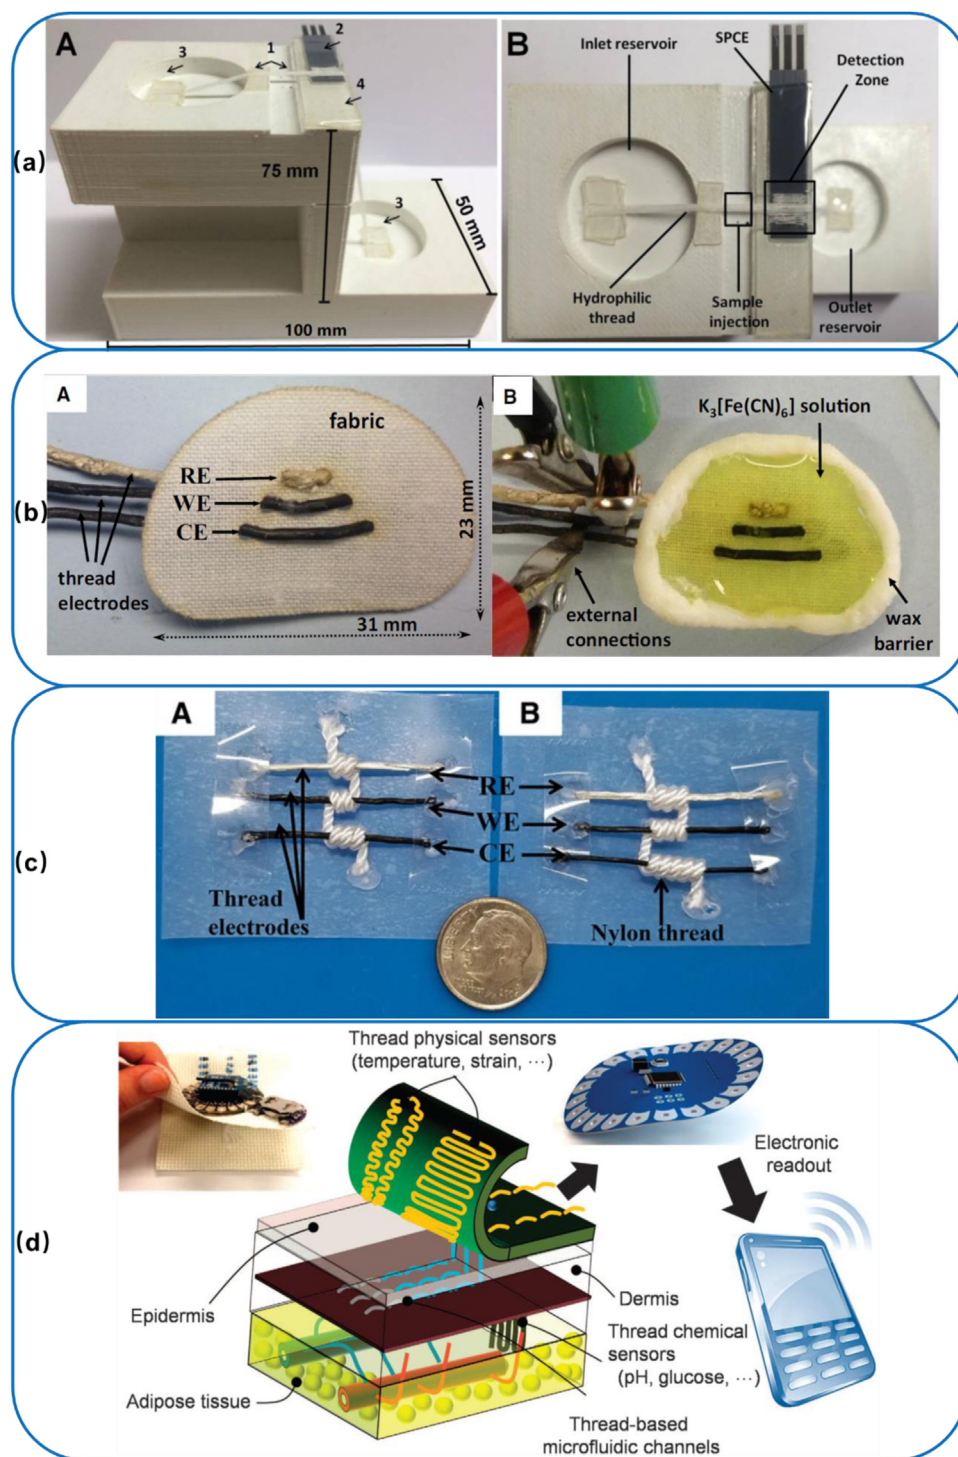 (a)
A
3
1
2
4
75 mm
3
50 mm
100 mm
B
Inlet reservoir
SPCE
Detection
Zone
Hydrophilic
thread
Sample
injection
Outlet
reservoir
(b)
A
fabric
RE
WE
CE
thread
electrodes
23 mm
31 mm
B
K₃[Fe(CN)₆] solution
external
connections
wax
barrier
(c)
A
B
RE
WE
CE
Thread
electrodes
Nylon thread
(d)
Thread physical sensors
(temperature, strain, ···)
Electronic
readout
Epidermis
Dermis
Thread chemical
sensors
(pH, glucose, ···)
Adipose tissue
Thread-based
microfluidic channels